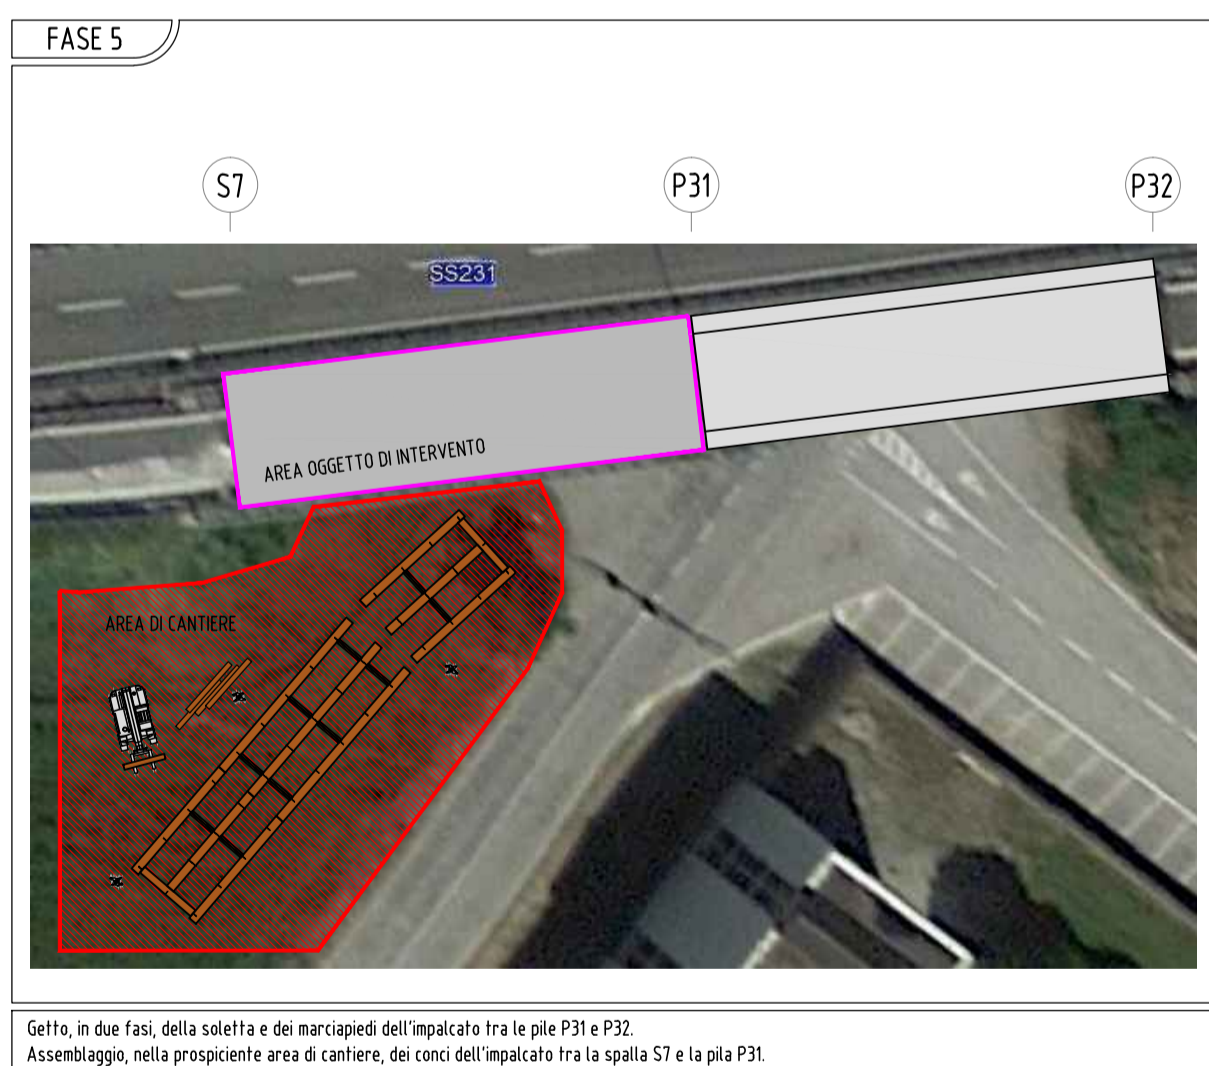 FASE 5
S7
P31
P32
SS231
AREA OGGETTO DI INTERVENTO
AREA DI CANTIERE
Getto, in due fasi, della soletta e dei marciapiedi dell'impalcato tra le pile P31 e P32.
Assemblaggio, nella prospiciente area di cantiere, dei conci dell'impalcato tra la spalla S7 e la pila P31.